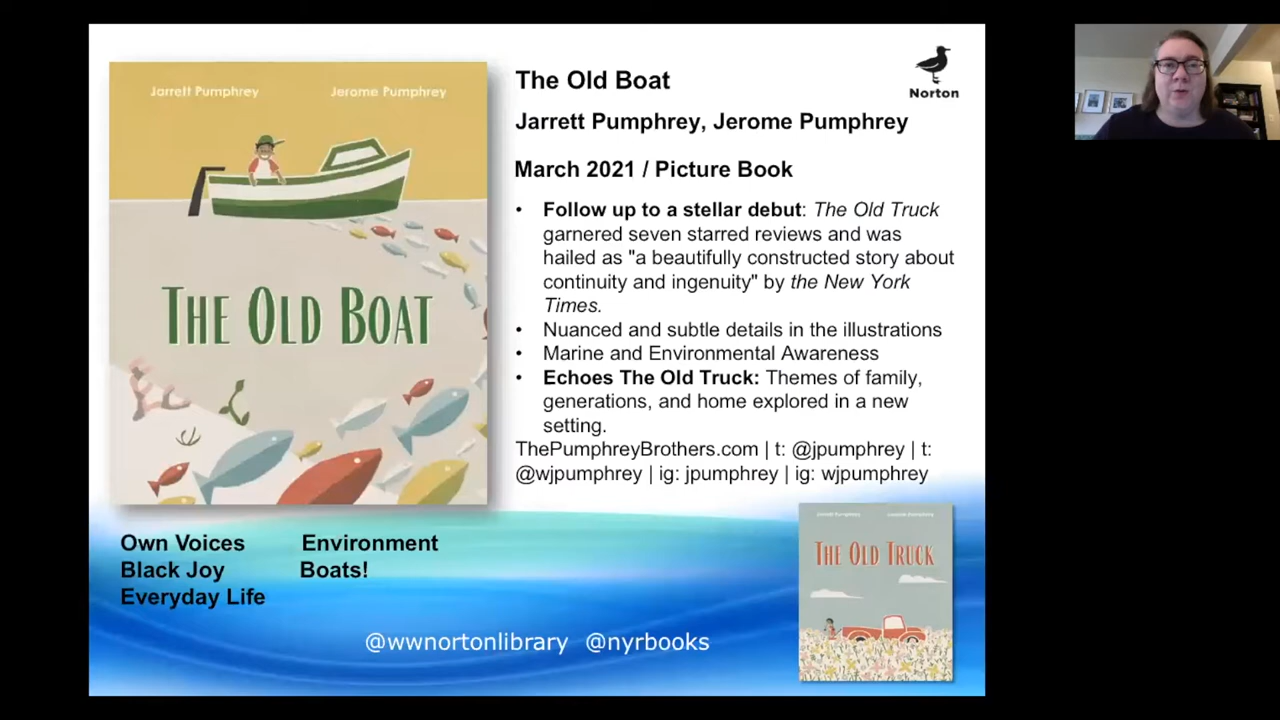 Jarrett Pumphrey Jerome Pumphrey
THE OLD BOAT
The Old Boat
Norton
Jarrett Pumphrey, Jerome Pumphrey
March 2021 / Picture Book
• Follow up to a stellar debut: The Old Truck
garnered seven starred reviews and was
hailed as "a beautifully constructed story about
continuity and ingenuity" by the New York
Times.
• Nuanced and subtle details in the illustrations
• Marine and Environmental Awareness
• Echoes The Old Truck: Themes of family,
generations, and home explored in a new
setting.
ThePumphreyBrothers.com | t: @jpumphrey | t:
@wjpumphrey | ig: jpumphrey | ig: wjpumphrey
Own Voices Environment
Black Joy Boats!
Everyday Life
Jarrett Pumphrey Jerome Pumphrey
THE OLD TRUCK
@wwnortonlibrary @nyrbooks